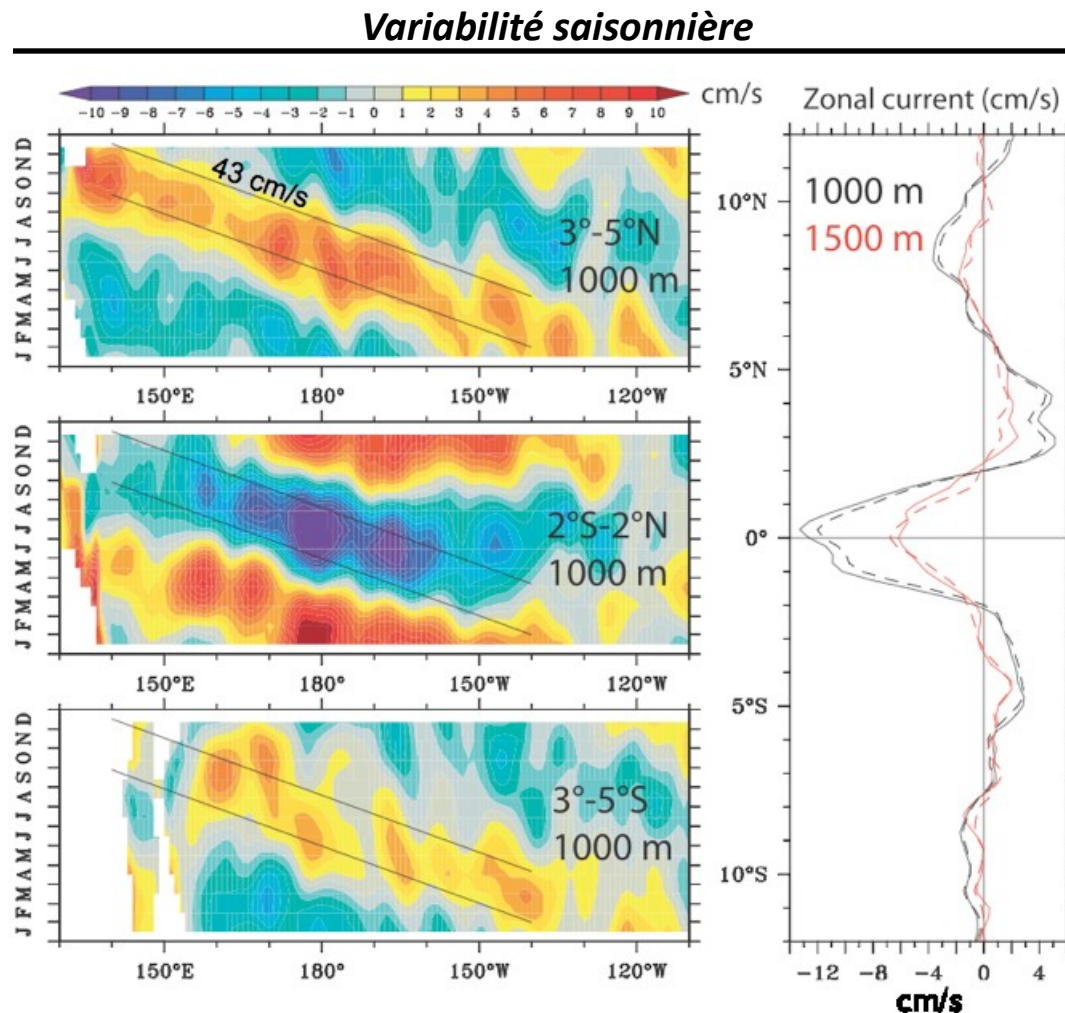 Variabilité saisonnière
-10 -9 -8 -7 -6 -5 -4 -3 -2 -1 0 1 2 3 4 5 6 7 8 9 10 cm/s
J F M A M J J A S O N D
43 cm/s
3°-5°N
1000 m
150°E 180° 150°W 120°W
J F M A M J J A S O N D
2°S-2°N
1000 m
150°E 180° 150°W 120°W
J F M A M J J A S O N D
3°-5°S
1000 m
150°E 180° 150°W 120°W
Zonal current (cm/s)
1000 m
1500 m
10°N
5°N
0°
5°S
10°S
-12 -8 -4 0 4
cm/s